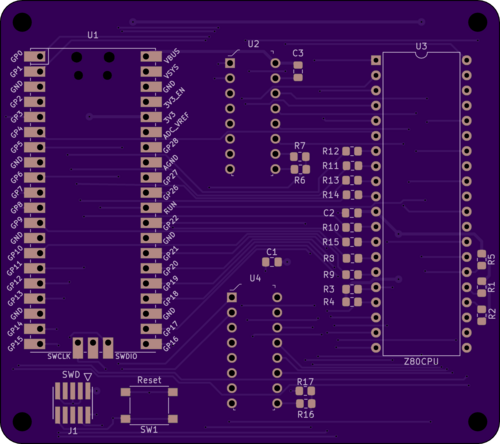 U1
U2
C3
U3
GP0
GP1
GND
GP2
GP3
GP4
GP5
GND
GP6
GP7
GP8
GP9
GND
GP10
GP11
GP12
GP13
GND
GP14
GP15
VBUS
VSYS
GND
3V3_EN
3V3
ADC_VREF
GP28
AGND
GP27
GP26
RUN
GP22
GND
GP21
GP20
GP19
GP18
GND
GP17
GP16
SWCLK
SWDIO
R7
R6
R12
R11
R13
R14
C2
R10
R15
R8
R9
R3
R4
C1
U4
R5
R1
R2
Z80CPU
SWD
J1
Reset
SW1
R17
R16